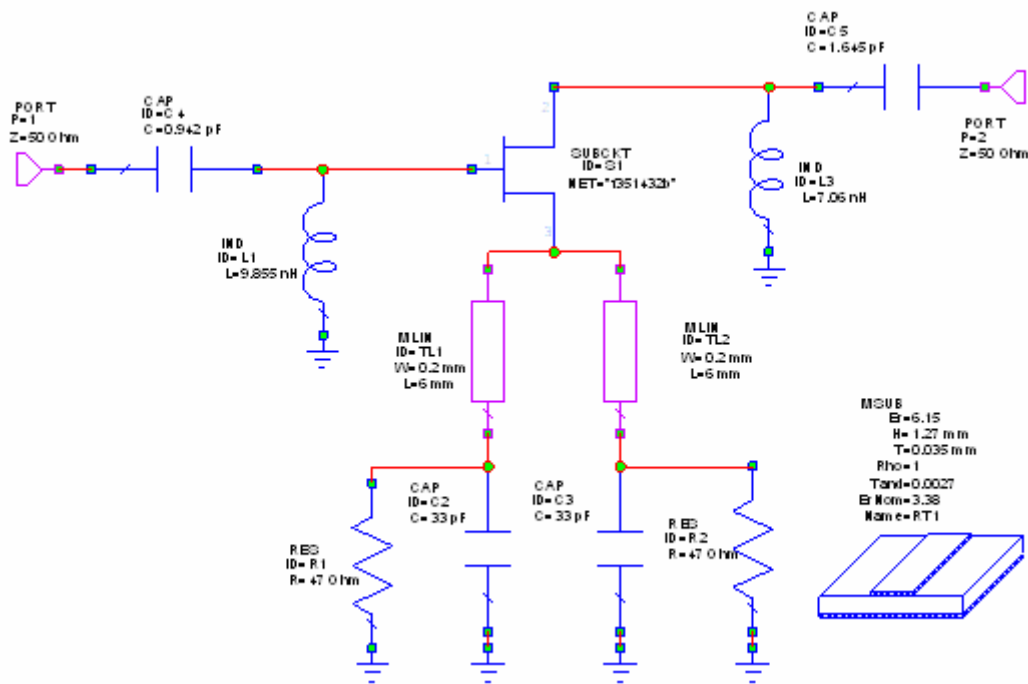 CAP
ID=C5
C=1.645 pF
PORT
P=1
Z=50 Ohm
CAP
ID=C4
C=0.942 pF
PORT
P=2
Z=50 Ohm
2
1
3
SUBCKT
ID=S1
NET="f351432b"
IND
ID=L3
L=7.06 nH
IND
ID=L1
L=9.855 nH
MLIN
ID=TL1
W=0.2 mm
L=6 mm
MLIN
ID=TL2
W=0.2 mm
L=6 mm
MSUB
Er=6.15
H=1.27 mm
T=0.035 mm
Rho=1
Tand=0.0027
ErNom=3.38
Name=RT1
CAP
ID=C2
C=33 pF
CAP
ID=C3
C=33 pF
RES
ID=R1
R=47 Ohm
RES
ID=R2
R=47 Ohm